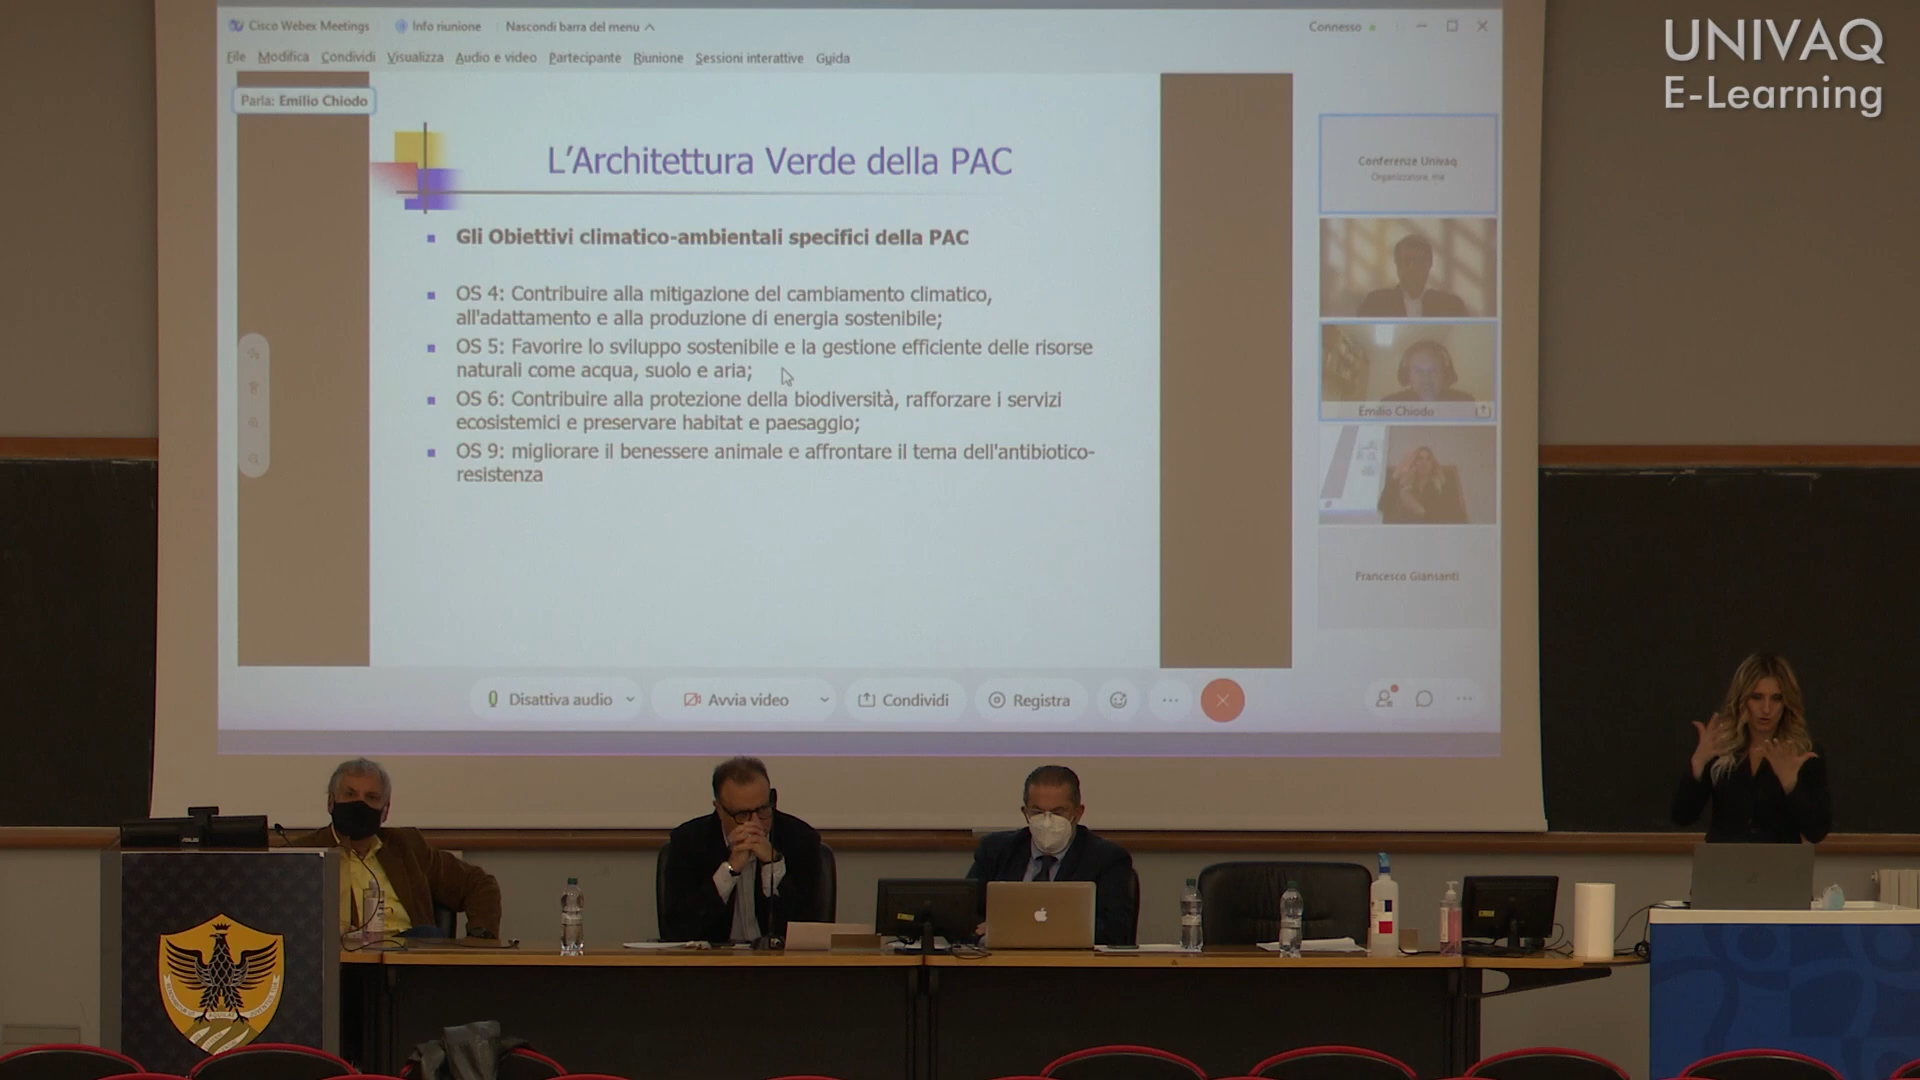 UNIVAQ
E-Learning
Cisco Webex Meetings
Info riunione
Nascondi barra del menu
Connesso
File Modifica Condividi Visualizza Audio e video Partecipante Riunione Sessioni interattive Guida
Parla: Emilio Chiodo
L'Architettura Verde della PAC
Gli Obiettivi climatico-ambientali specifici della PAC
OS 4: Contribuire alla mitigazione del cambiamento climatico,
all'adattamento e alla produzione di energia sostenibile;
OS 5: Favorire lo sviluppo sostenibile e la gestione efficiente delle risorse
naturali come acqua, suolo e aria;
OS 6: Contribuire alla protezione della biodiversità, rafforzare i servizi
ecosistemici e preservare habitat e paesaggio;
OS 9: migliorare il benessere animale e affrontare il tema dell'antibiotico-
resistenza
Conferenze Univaq
Organizzatore, me
Emilio Chiodo
Francesco Giansanti
Disattiva audio
Avvia video
Condividi
Registra